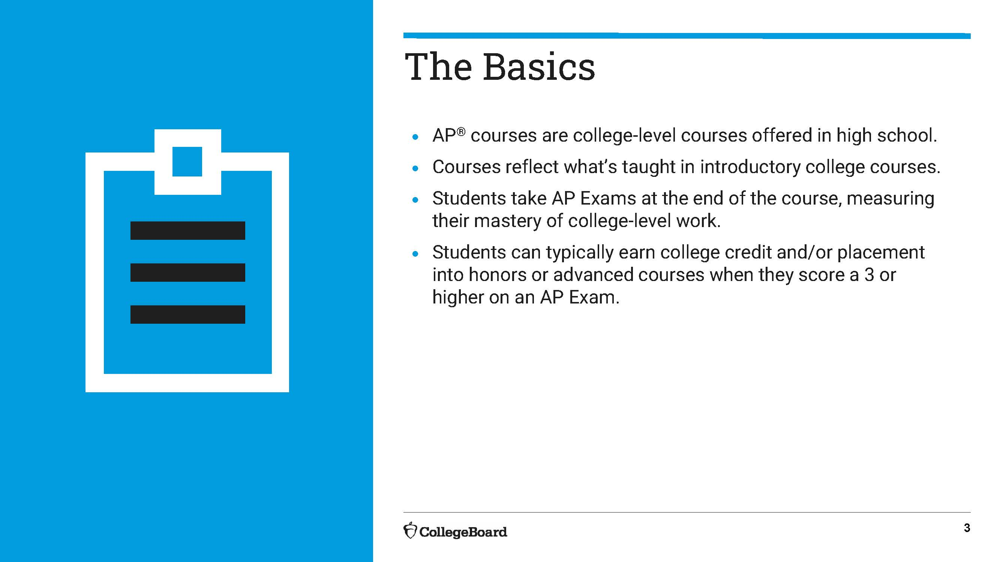 The Basics
• AP® courses are college-level courses offered in high school.
• Courses reflect what’s taught in introductory college courses.
• Students take AP Exams at the end of the course, measuring
their mastery of college-level work.
• Students can typically earn college credit and/or placement
into honors or advanced courses when they score a 3 or
higher on an AP Exam.
CollegeBoard
3